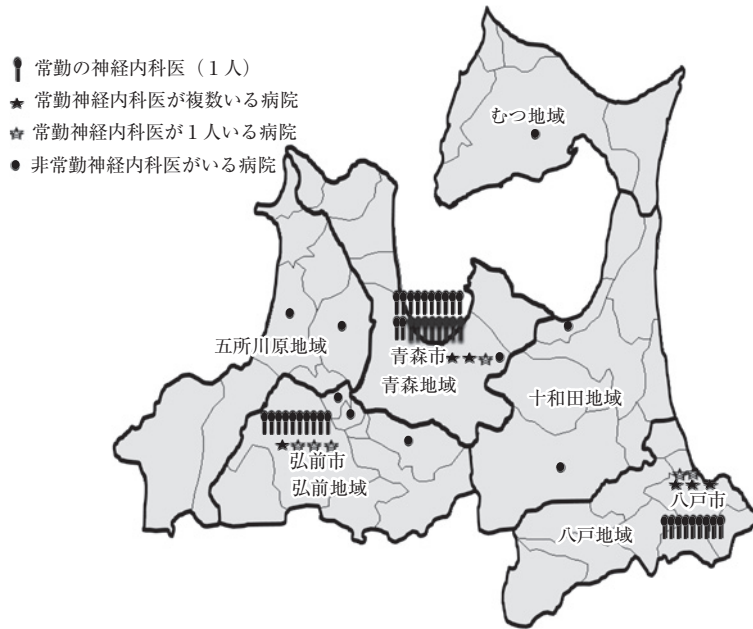 常勤の神経内科医（１人）
常勤神経内科医が複数いる病院
常勤神経内科医が１人いる病院
非常勤神経内科医がいる病院
むつ地域
五所川原地域
青森市
青森地域
十和田地域
弘前市
弘前地域
八戸市
八戸地域